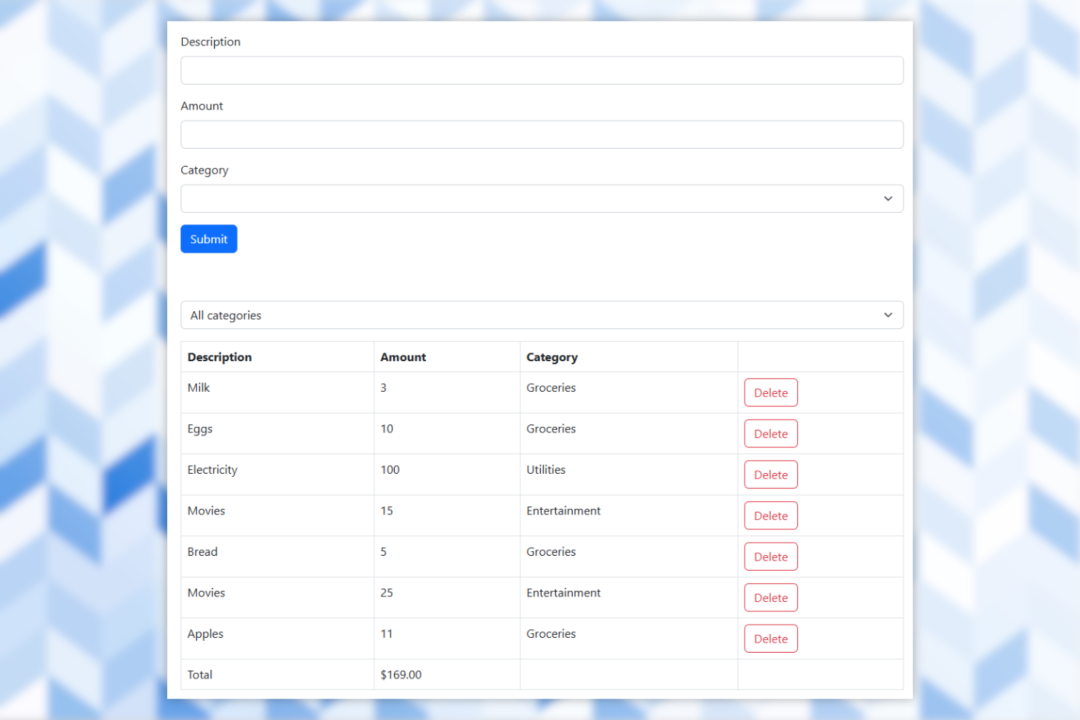 Description
Amount
Category
Submit
All categories
Description Amount Category
Milk 3 Groceries Delete
Eggs 10 Groceries Delete
Electricity 100 Utilities Delete
Movies 15 Entertainment Delete
Bread 5 Groceries Delete
Movies 25 Entertainment Delete
Apples 11 Groceries Delete
Total $169.00